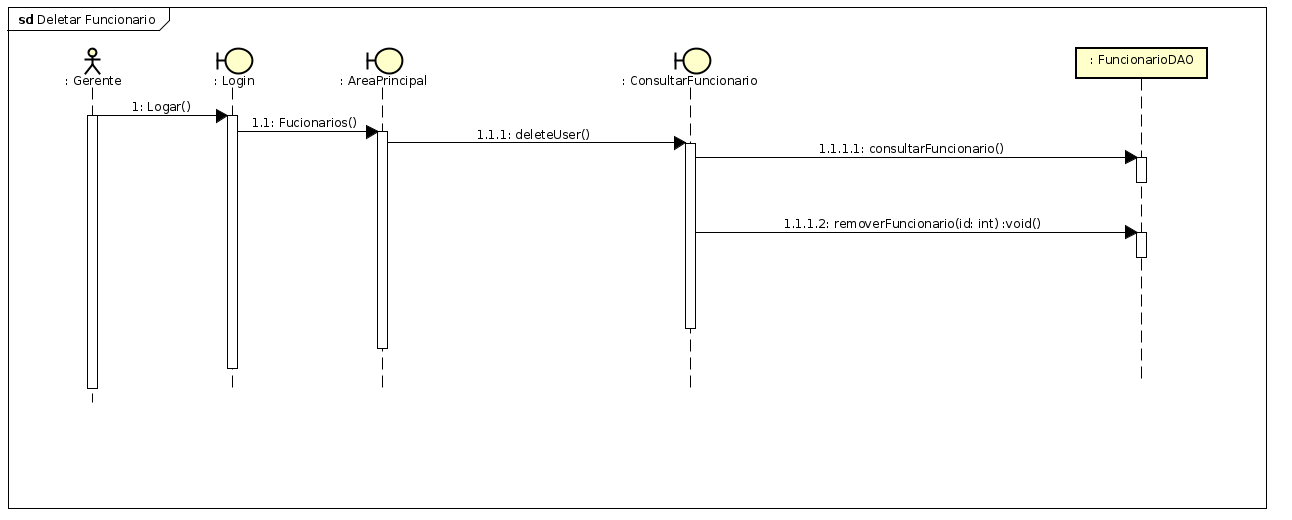 sd Deletar Funcionario
: Gerente
: Login
: AreaPrincipal
: ConsultarFuncionario
: FuncionarioDAO
1: Logar()
1.1: Fucionarios()
1.1.1: deleteUser()
1.1.1.1: consultarFuncionario()
1.1.1.2: removerFuncionario(id: int) :void()